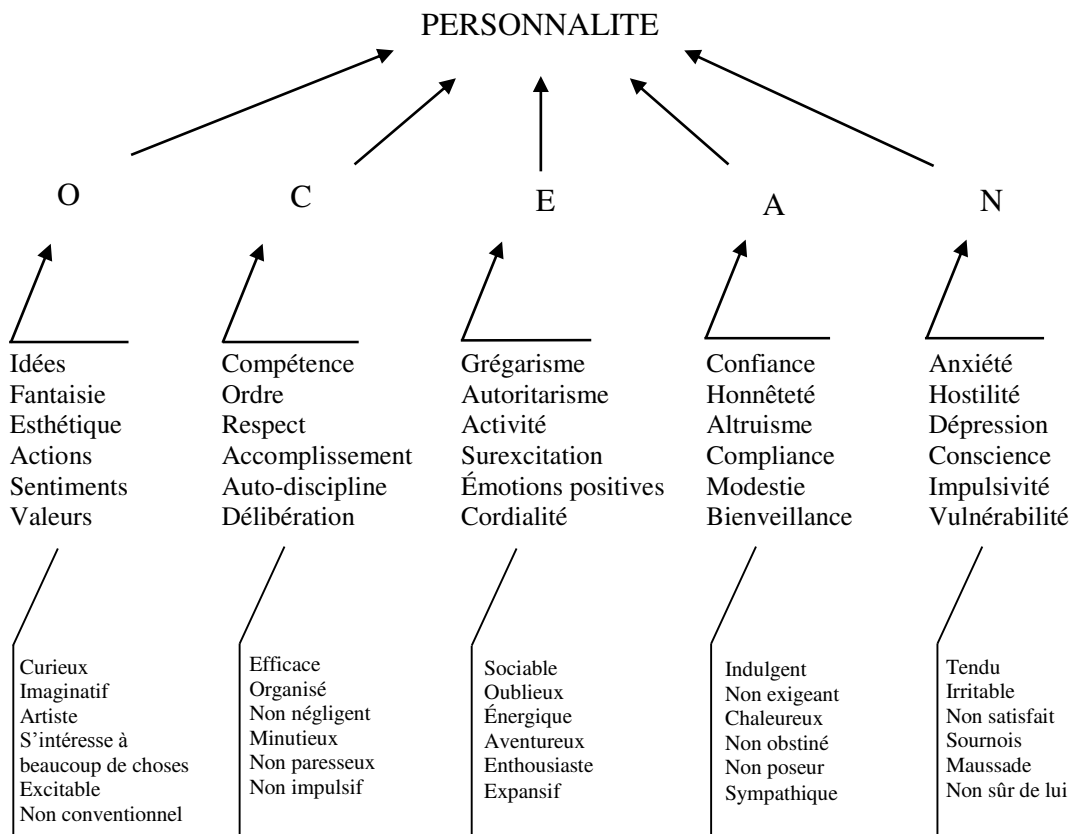 PERSONNALITE
O
C
E
A
N
Idées
Fantaisie
Esthétique
Actions
Sentiments
Valeurs
Compétence
Ordre
Respect
Accomplissement
Auto-discipline
Délibération
Grégarisme
Autoritarisme
Activité
Surexcitation
Émotions positives
Cordialité
Confiance
Honnêteté
Altruisme
Compliance
Modestie
Bienveillance
Anxiété
Hostilité
Dépression
Conscience
Impulsivité
Vulnérabilité
Curieux
Imaginatif
Artiste
S’intéresse à
beaucoup de choses
Excitable
Non conventionnel
Efficace
Organisé
Non négligent
Minutieux
Non paresseux
Non impulsif
Sociable
Oublieux
Énergique
Aventureux
Enthousiaste
Expansif
Indulgent
Non exigeant
Chaleureux
Non obstiné
Non poseur
Sympathique
Tendu
Irritable
Non satisfait
Sournois
Maussade
Non sûr de lui